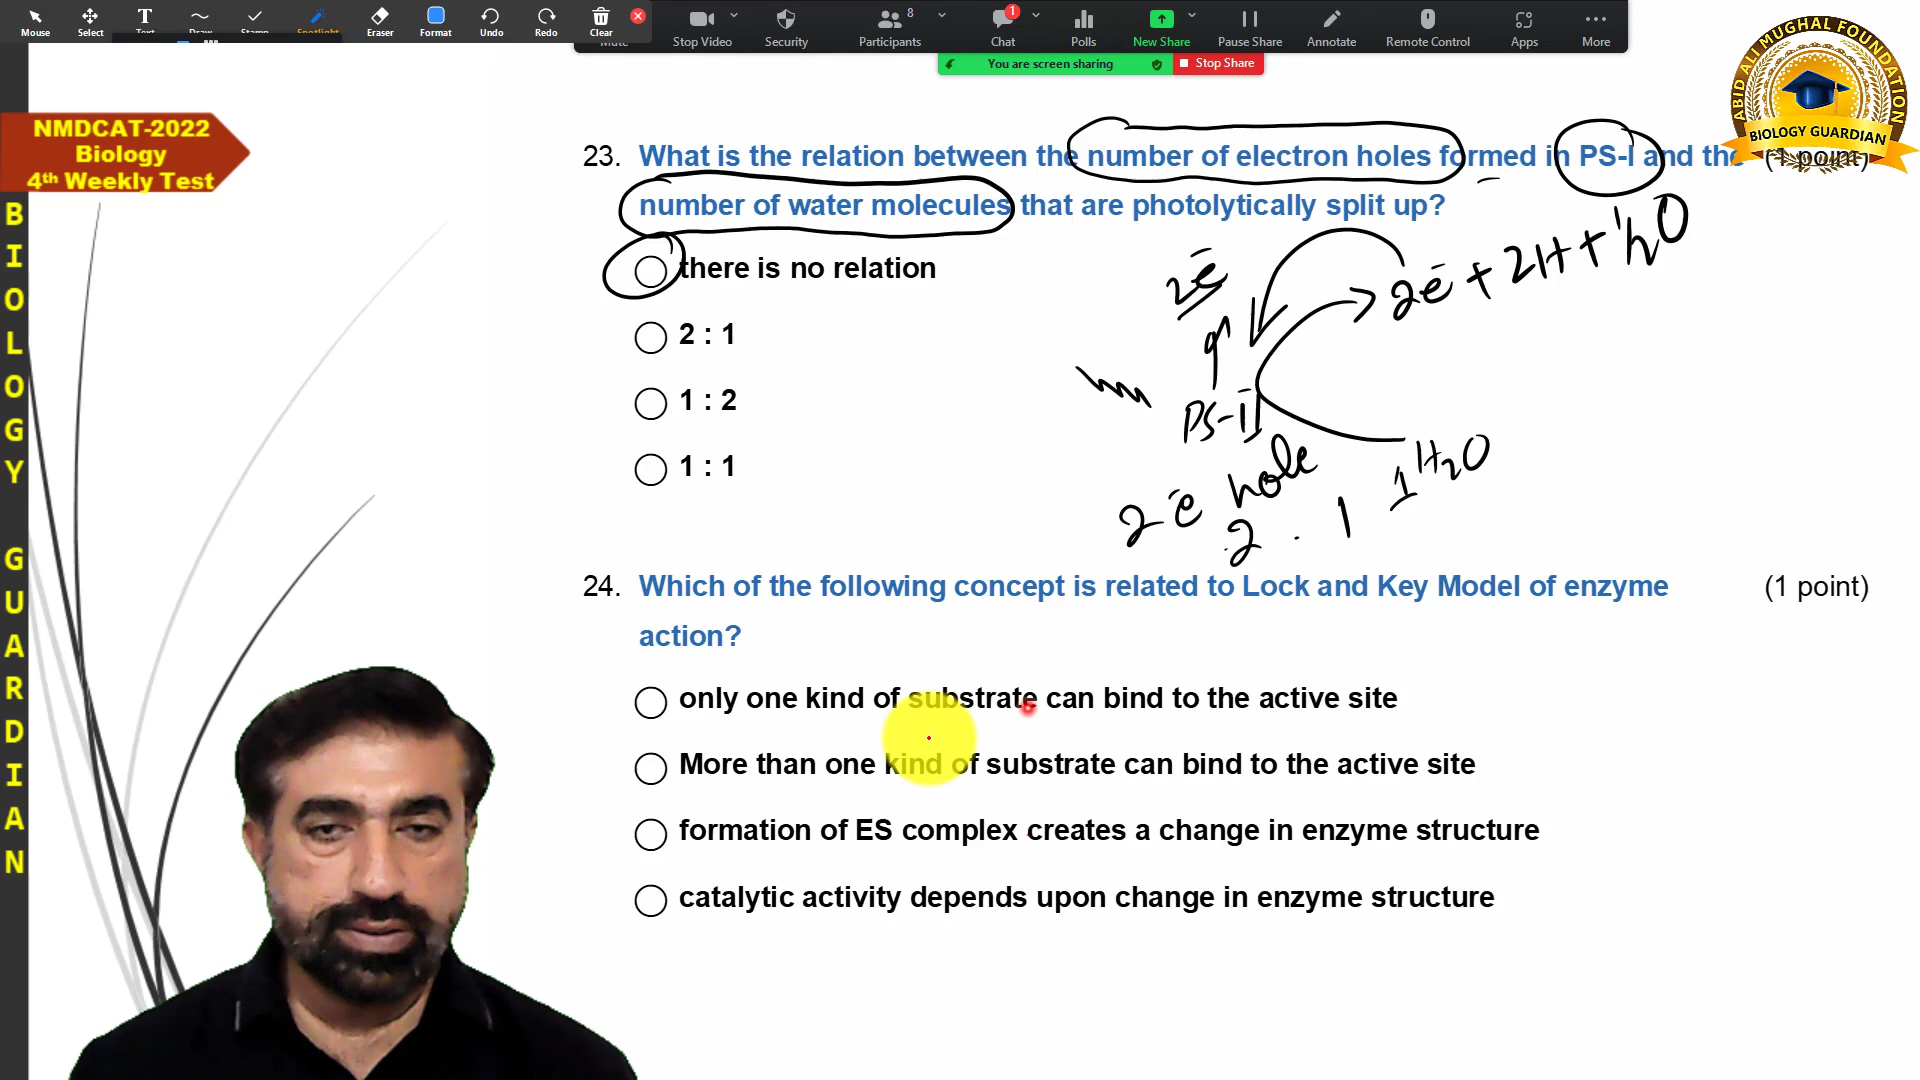 Mouse
Select
Text
Draw
Stamp
Spotlight
Eraser
Format
Undo
Redo
Clear
Mute
Stop Video
Security
8
Participants
1
Chat
Polls
New Share
Pause Share
Annotate
Remote Control
Apps
More
You are screen sharing
Stop Share
ABID ALI MUGHAL FOUNDATION
BIOLOGY GUARDIAN
NMDCAT-2022
Biology
4th Weekly Test
BIOLOGY GUARDIAN
23. What is the relation between the number of electron holes formed in PS-I and the (1 point)
number of water molecules that are photolytically split up?
there is no relation
2 : 1
1 : 2
1 : 1
2e⁻
2e⁻ + 2H + ½O
PS-II
1 H₂O
2 e⁻ hole
2 : 1
24. Which of the following concept is related to Lock and Key Model of enzyme (1 point)
action?
only one kind of substrate can bind to the active site
More than one kind of substrate can bind to the active site
formation of ES complex creates a change in enzyme structure
catalytic activity depends upon change in enzyme structure